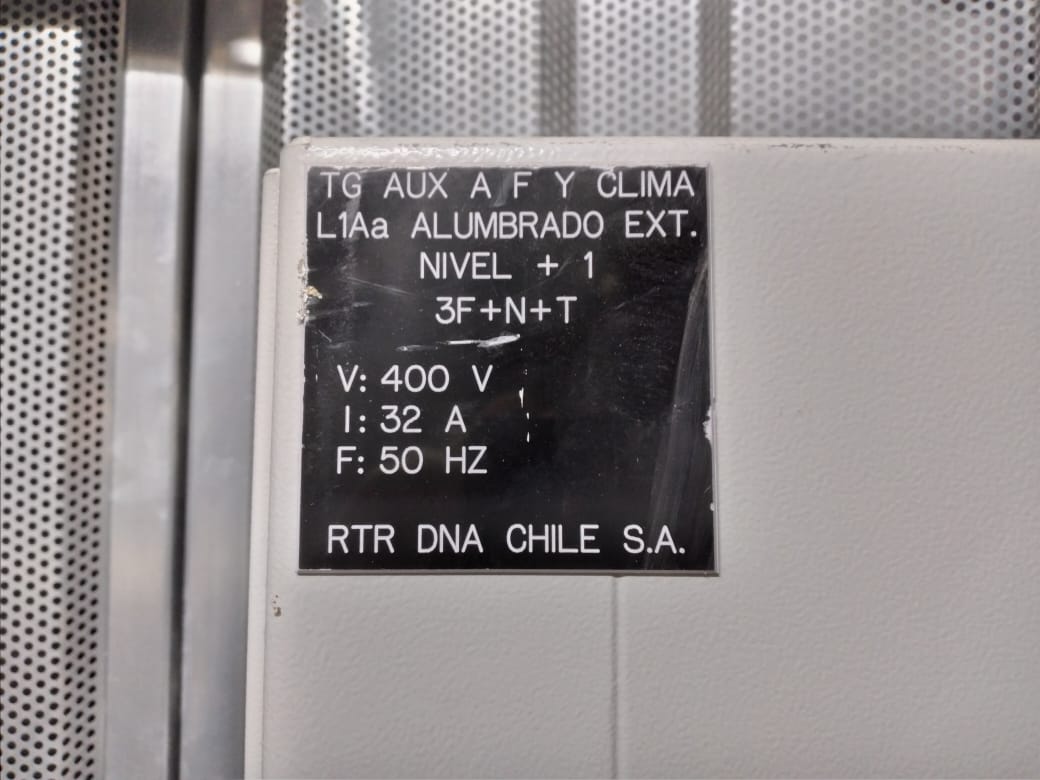 TG AUX A F Y CLIMA
L1Aa ALUMBRADO EXT.
NIVEL + 1
3F+N+T
V: 400 V
I: 32 A
F: 50 HZ
RTR DNA CHILE S.A.